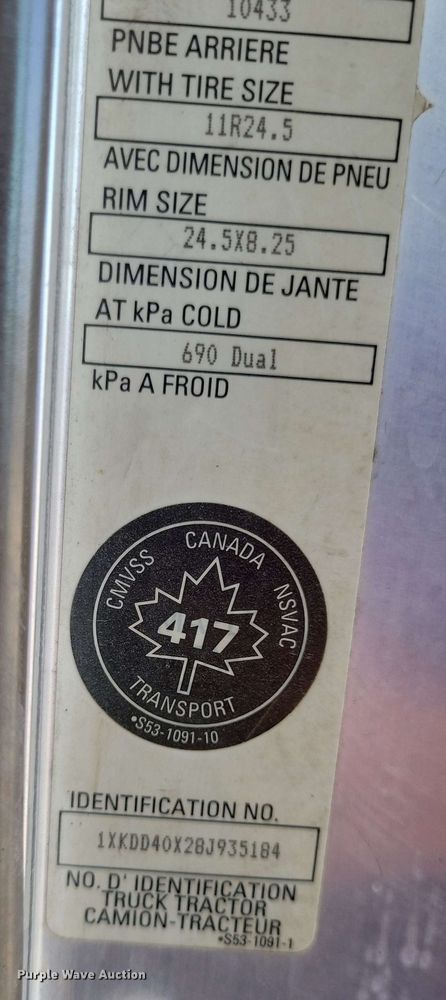 10433
PNBE ARRIERE
WITH TIRE SIZE
11R24.5
AVEC DIMENSION DE PNEU
RIM SIZE
24.5X8.25
DIMENSION DE JANTE
AT kPa COLD
690 Dual
kPa A FROID
CMVSS CANADA NSVAC
417
TRANSPORT
•S53-1091-10
IDENTIFICATION NO.
1XKDD40X28J935184
NO. D' IDENTIFICATION
TRUCK TRACTOR
CAMION-TRACTEUR
•S53-1091-1
Purple Wave Auction